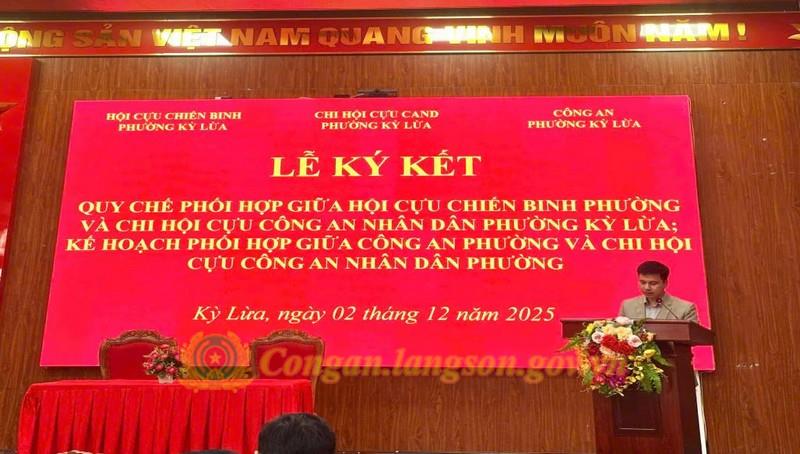 ỘNG SẢN VIỆT NAM QUANG VINH MUÔN NĂM !
HỘI CỰU CHIẾN BINH
PHƯỜNG KỲ LỪA
CHI HỘI CỰU CAND
PHƯỜNG KỲ LỪA
CÔNG AN
PHƯỜNG KỲ LỪA
LỄ KÝ KẾT
QUY CHẾ PHỐI HỢP GIỮA HỘI CỰU CHIẾN BINH PHƯỜNG
VÀ CHI HỘI CỰU CÔNG AN NHÂN DÂN PHƯỜNG KỲ LỪA;
KẾ HOẠCH PHỐI HỢP GIỮA CÔNG AN PHƯỜNG VÀ CHI HỘI
CỰU CÔNG AN NHÂN DÂN PHƯỜNG
Kỳ Lừa, ngày 02 tháng 12 năm 2025
Congan.langson.gov.vn